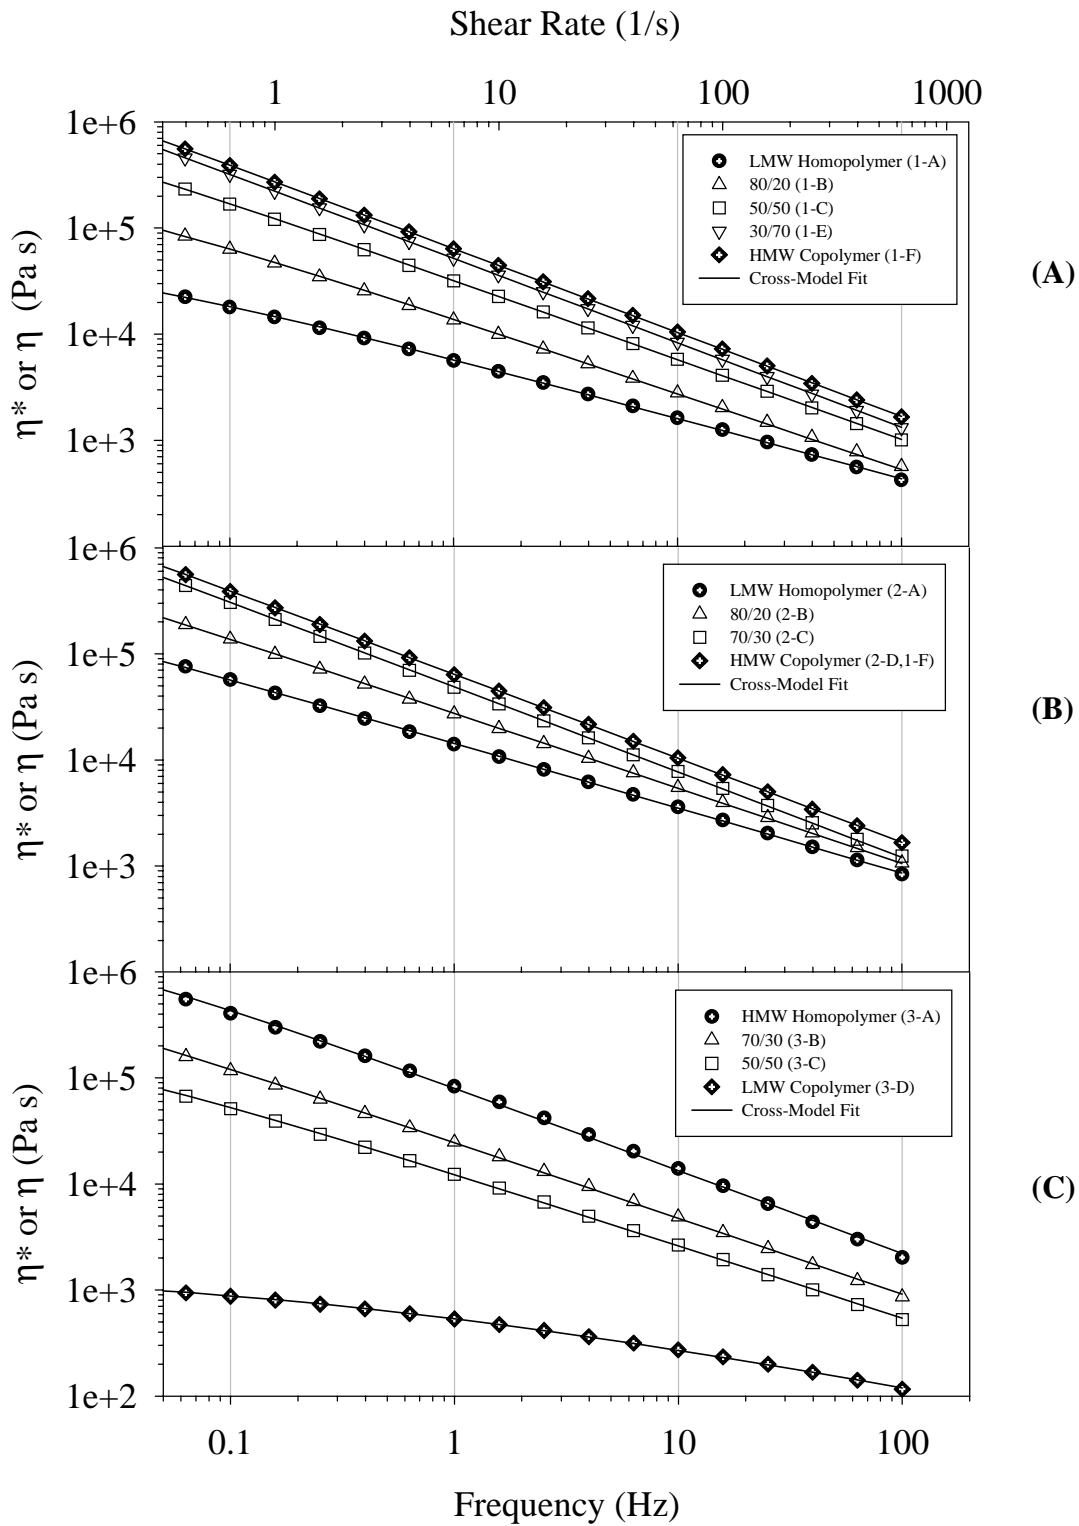 Shear Rate (1/s)
1 10 100 1000
1e+6
1e+5
1e+4
1e+3
η* or η (Pa s)
LMW Homopolymer (1-A)
80/20 (1-B)
50/50 (1-C)
30/70 (1-E)
HMW Copolymer (1-F)
Cross-Model Fit
(A)
1e+6
1e+5
1e+4
1e+3
η* or η (Pa s)
LMW Homopolymer (2-A)
80/20 (2-B)
70/30 (2-C)
HMW Copolymer (2-D,1-F)
Cross-Model Fit
(B)
1e+6
1e+5
1e+4
1e+3
1e+2
η* or η (Pa s)
HMW Homopolymer (3-A)
70/30 (3-B)
50/50 (3-C)
LMW Copolymer (3-D)
Cross-Model Fit
(C)
0.1 1 10 100
Frequency (Hz)